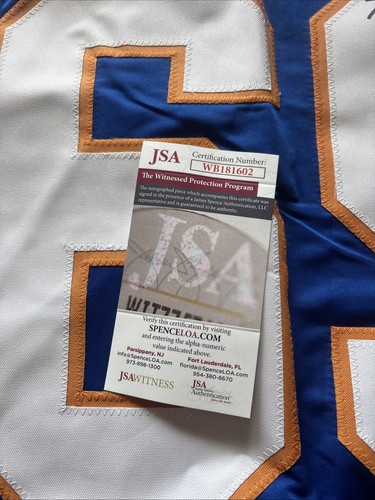 JSA
Certification Number:
WB181602
The Witnessed Protection Program
The autographed piece which accompanies this certificate was
signed in the presence of a James Spence Authentication, LLC
representative and is guaranteed to be authentic.
JSA
WITNES
Verify this certification by visiting
SPENCELOA.COM
and entering the alpha-numeric
value indicated above.
Parsippany, NJ
info@SpenceLOA.com
973-898-1300
Fort Lauderdale, FL
florida@SpenceLOA.com
954-380-8670
JSAWITNESS
JSA
Authentication